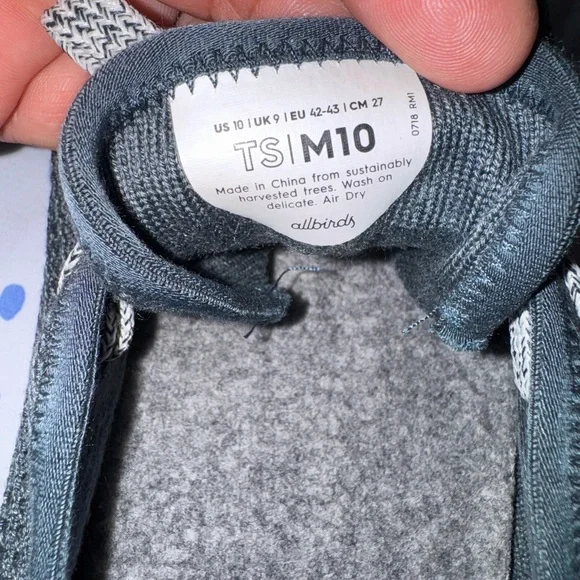 US 10 | UK 9 | EU 42-43 | CM 27
TS|M10
Made in China from sustainably
harvested trees. Wash on
delicate. Air Dry
allbirds
0718 RM1